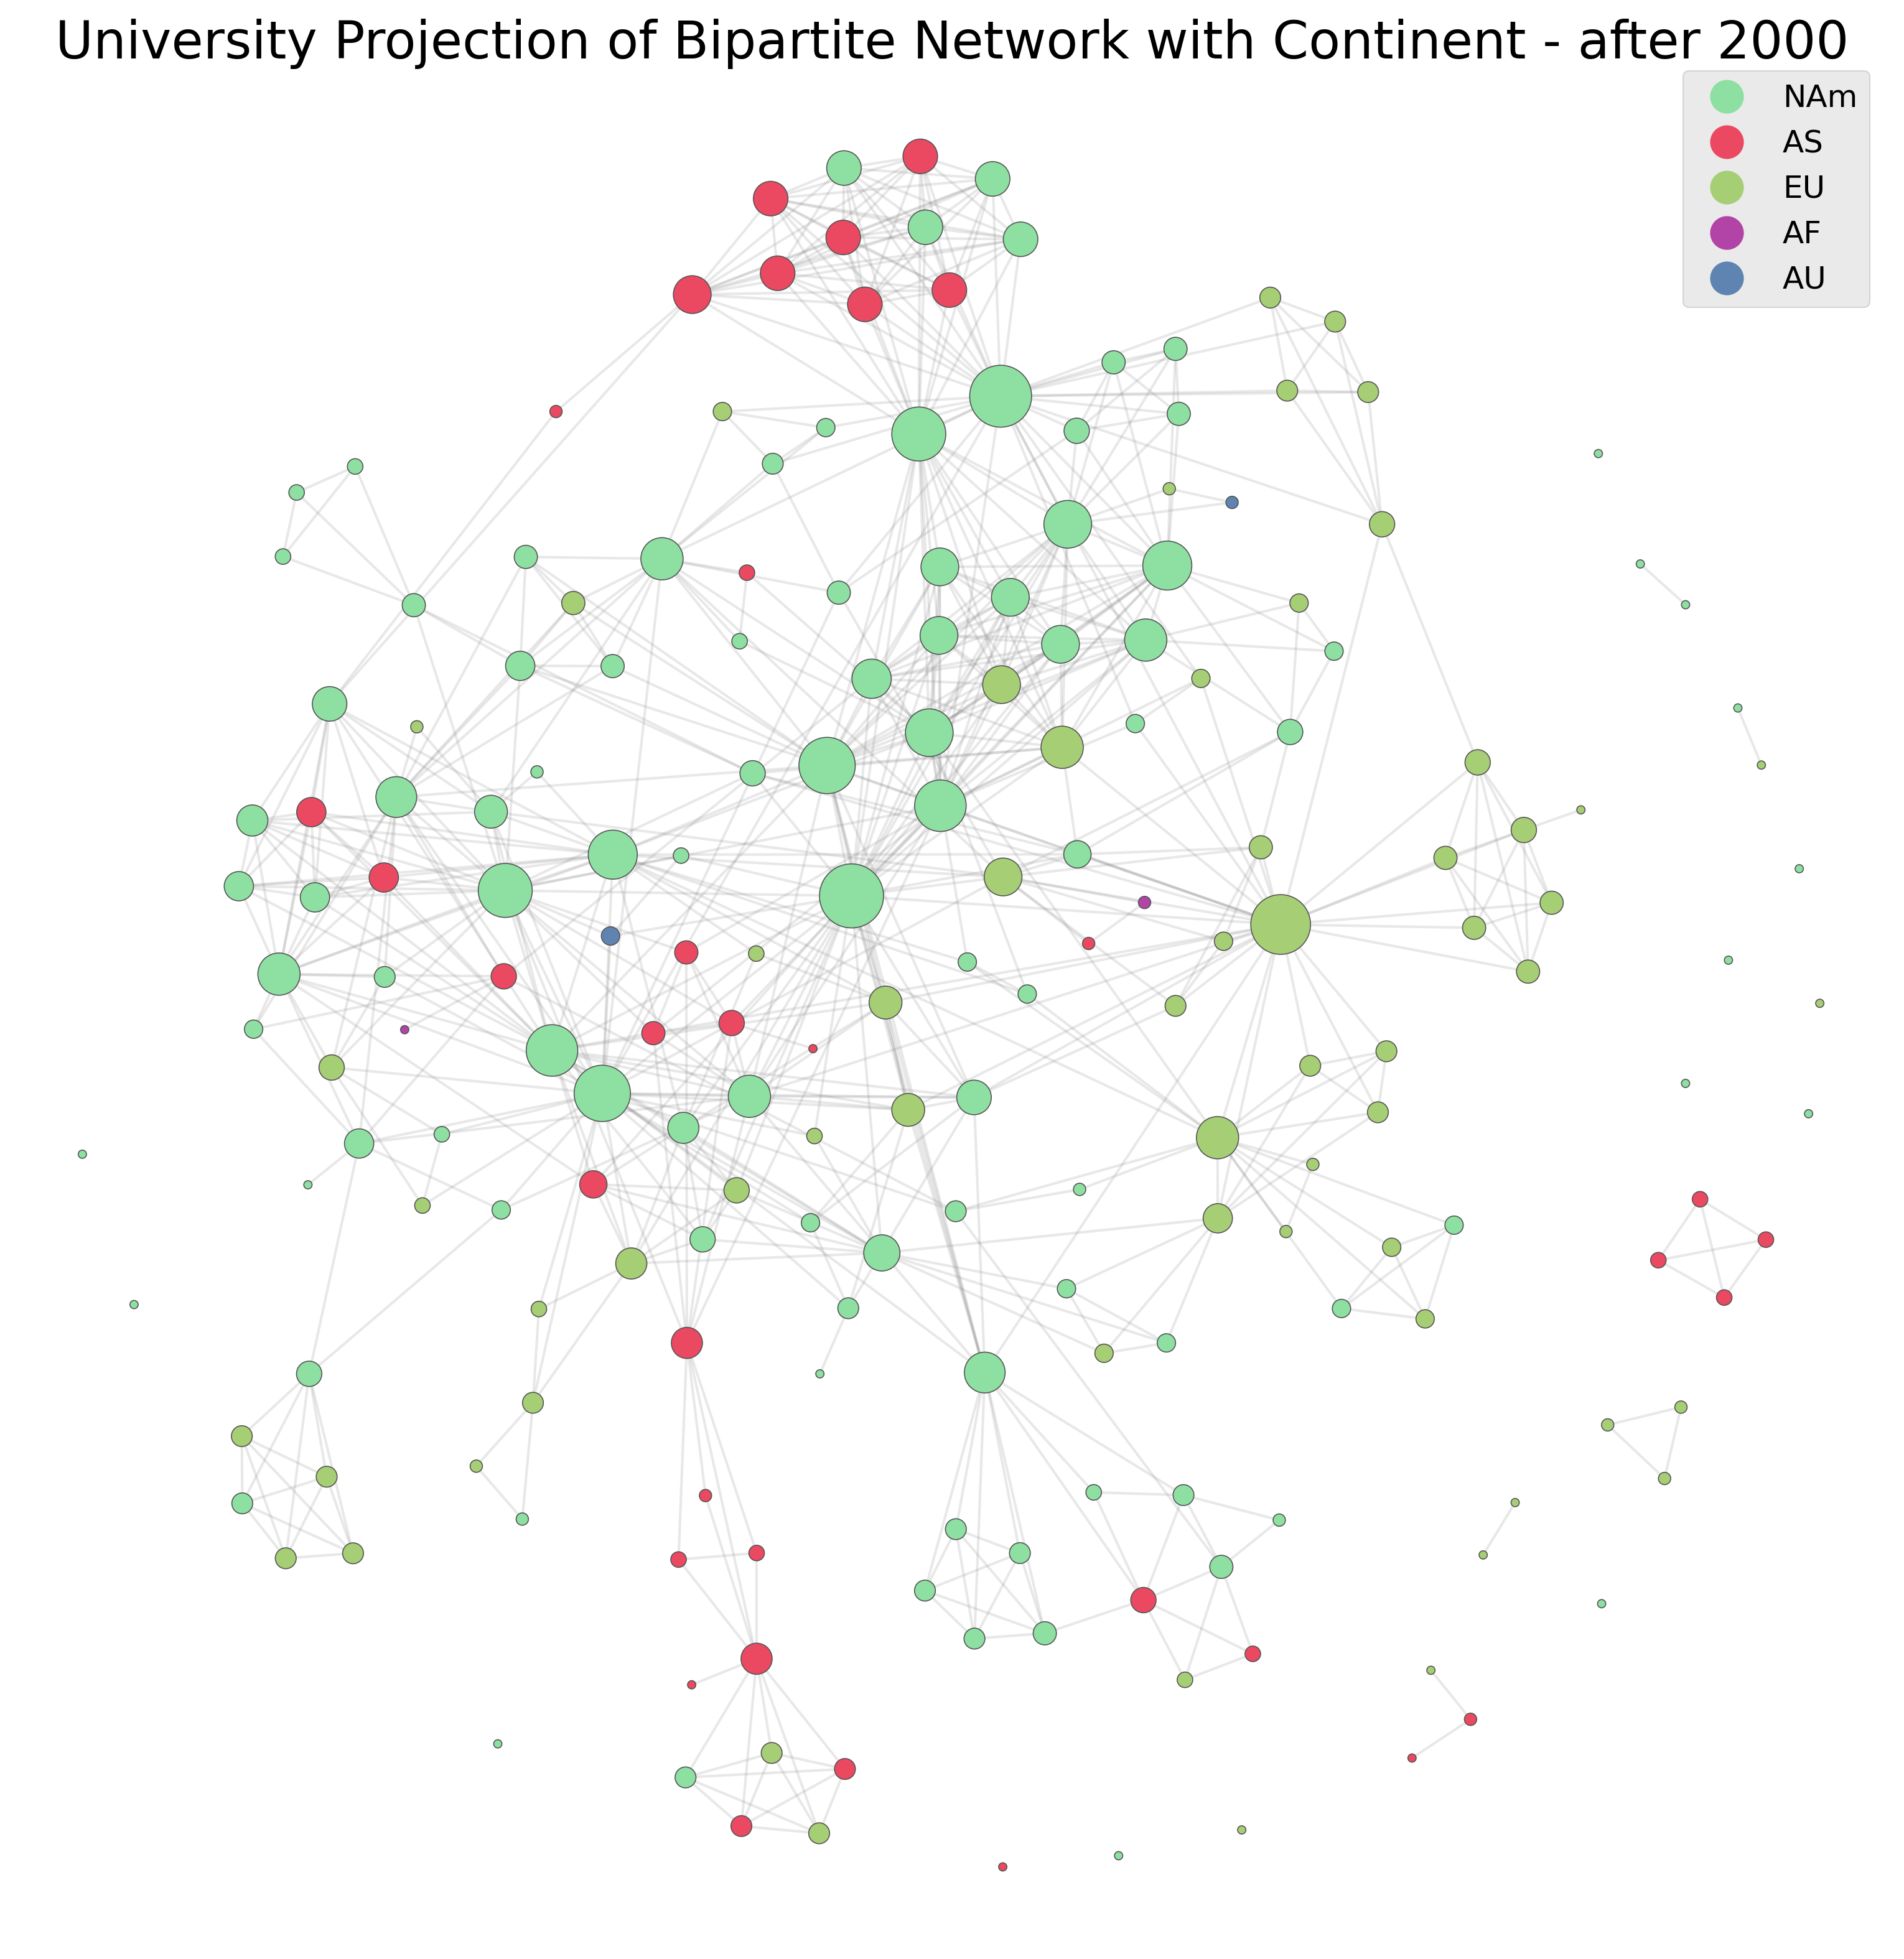 University Projection of Bipartite Network with Continent - after 2000
NAm
AS
EU
AF
AU